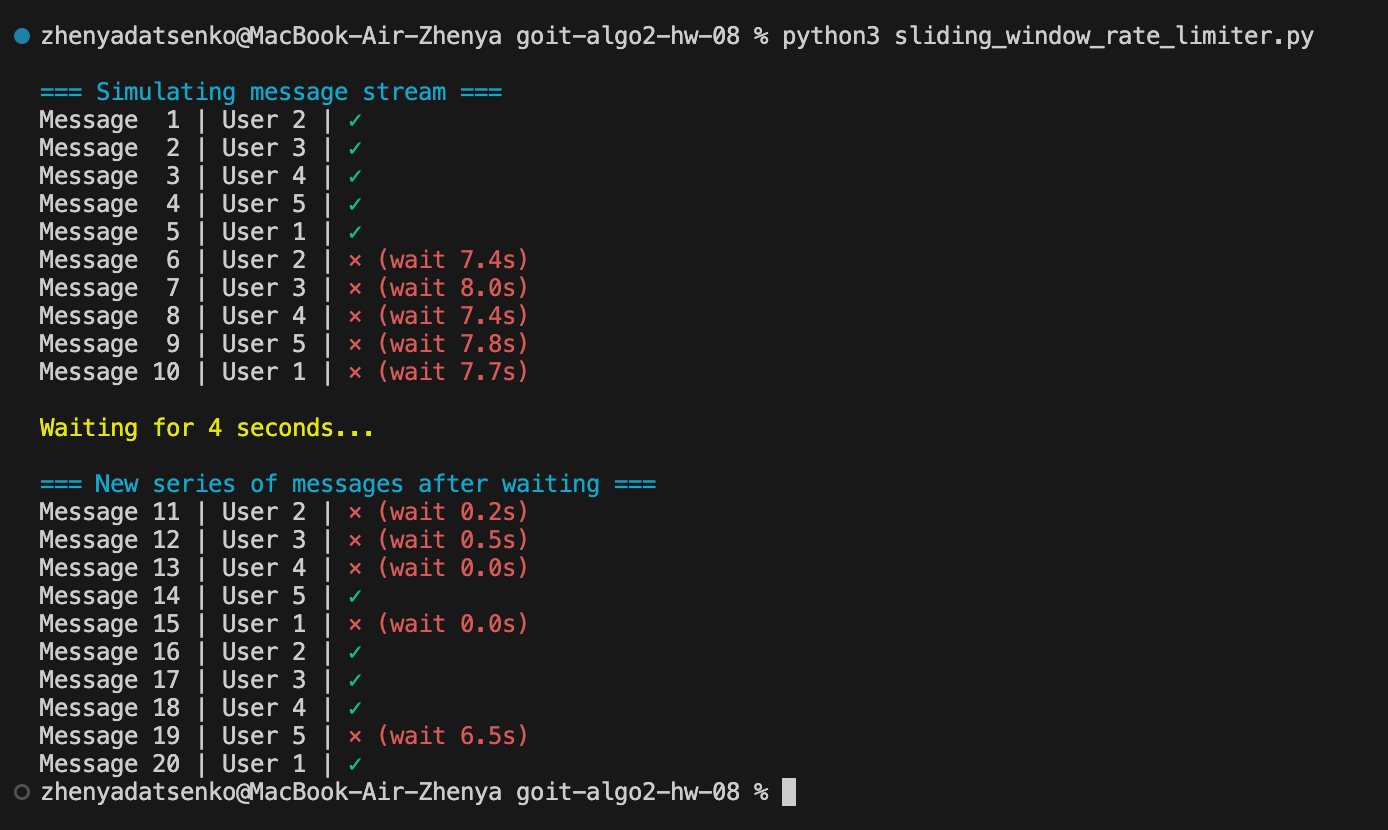 zhenyadatsenko@MacBook-Air-Zhenya goit-algo2-hw-08 % python3 sliding_window_rate_limiter.py
=== Simulating message stream ===
Message  1 | User 2 | ✓
Message  2 | User 3 | ✓
Message  3 | User 4 | ✓
Message  4 | User 5 | ✓
Message  5 | User 1 | ✓
Message  6 | User 2 | × (wait 7.4s)
Message  7 | User 3 | × (wait 8.0s)
Message  8 | User 4 | × (wait 7.4s)
Message  9 | User 5 | × (wait 7.8s)
Message 10 | User 1 | × (wait 7.7s)
Waiting for 4 seconds...
=== New series of messages after waiting ===
Message 11 | User 2 | × (wait 0.2s)
Message 12 | User 3 | × (wait 0.5s)
Message 13 | User 4 | × (wait 0.0s)
Message 14 | User 5 | ✓
Message 15 | User 1 | × (wait 0.0s)
Message 16 | User 2 | ✓
Message 17 | User 3 | ✓
Message 18 | User 4 | ✓
Message 19 | User 5 | × (wait 6.5s)
Message 20 | User 1 | ✓
zhenyadatsenko@MacBook-Air-Zhenya goit-algo2-hw-08 %